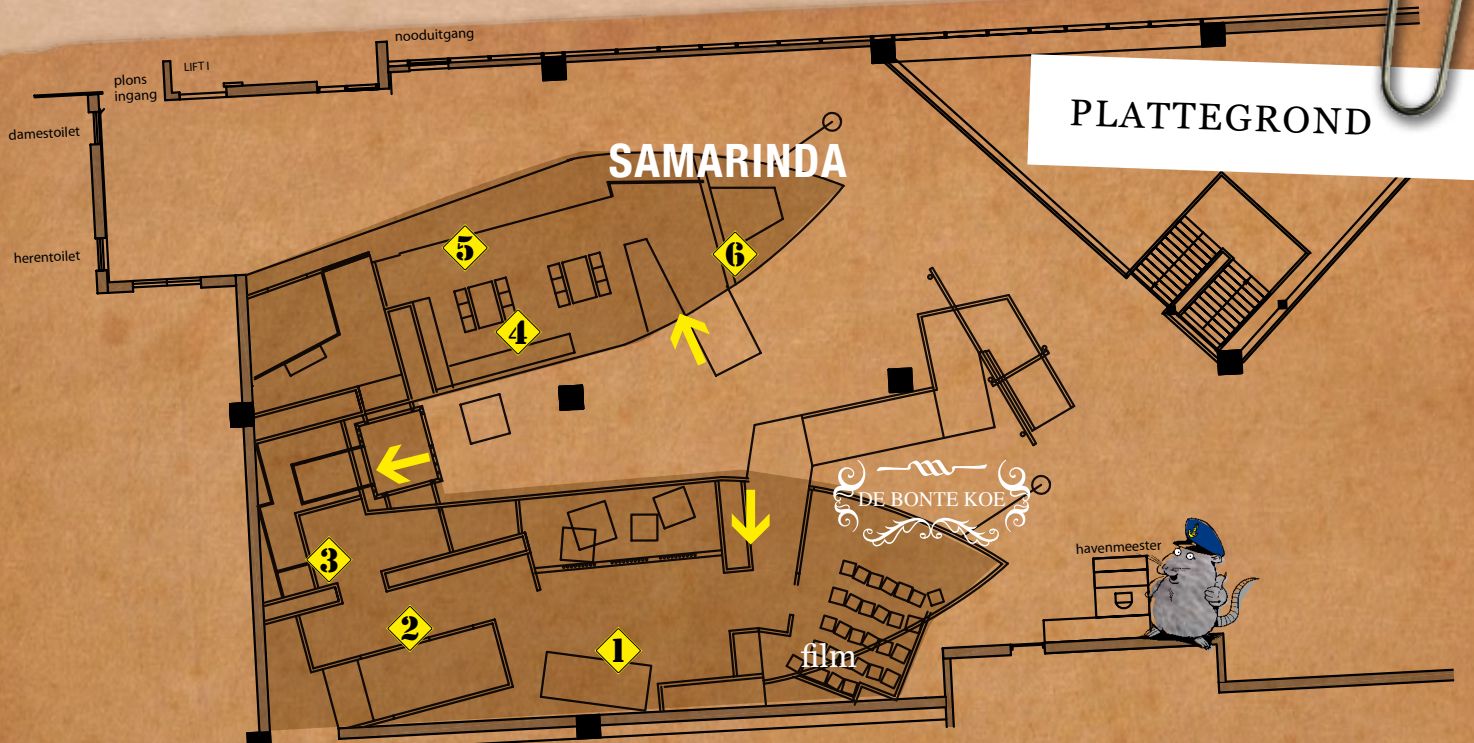 nooduitgang
LIFT I
plons
ingang
damestoilet
herentoilet
PLATTEGROND
SAMARINDA
5
6
4
DE BONTE KOE
3
havenmeester
2
1
film